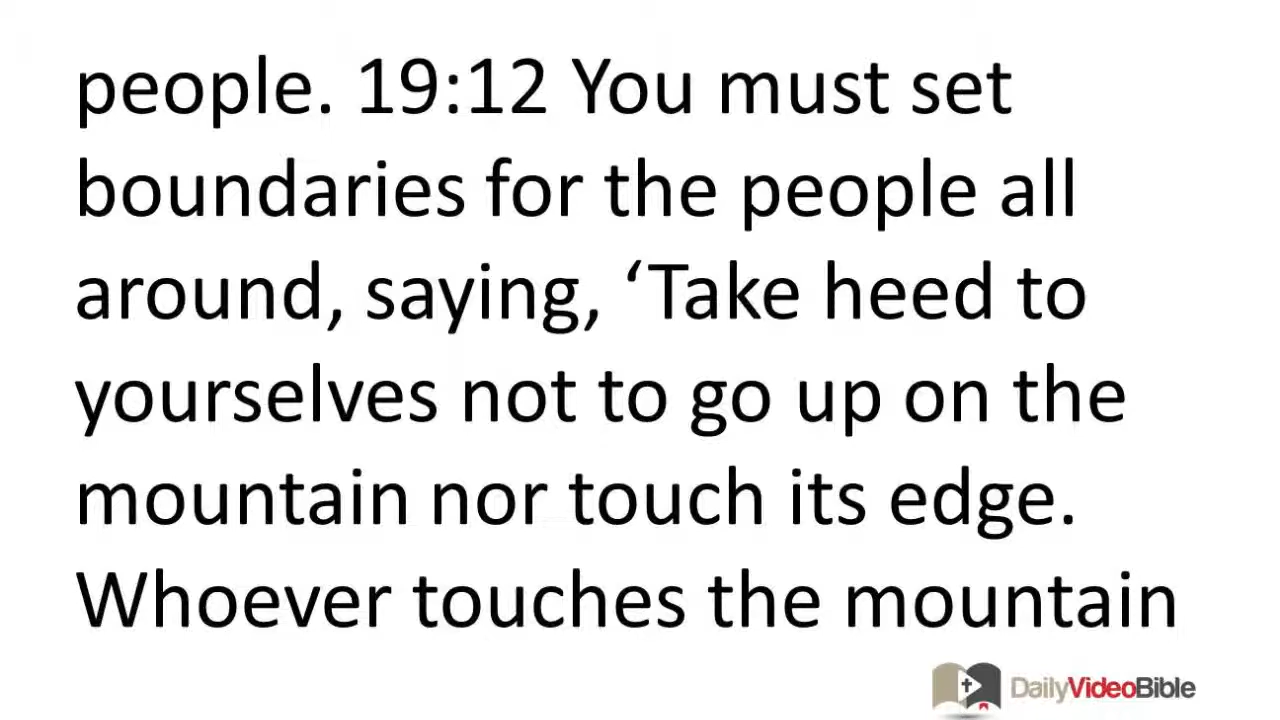 people. 19:12 You must set
boundaries for the people all
around, saying, ‘Take heed to
yourselves not to go up on the
mountain nor touch its edge.
Whoever touches the mountain
DailyVideoBible